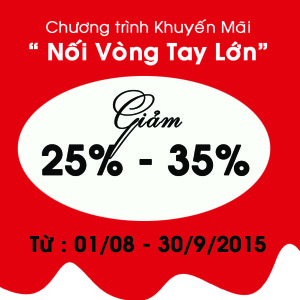 Chương trình Khuyến Mãi
“ Nối Vòng Tay Lớn”
Giảm
25% - 35%
Từ : 01/08 - 30/9/2015